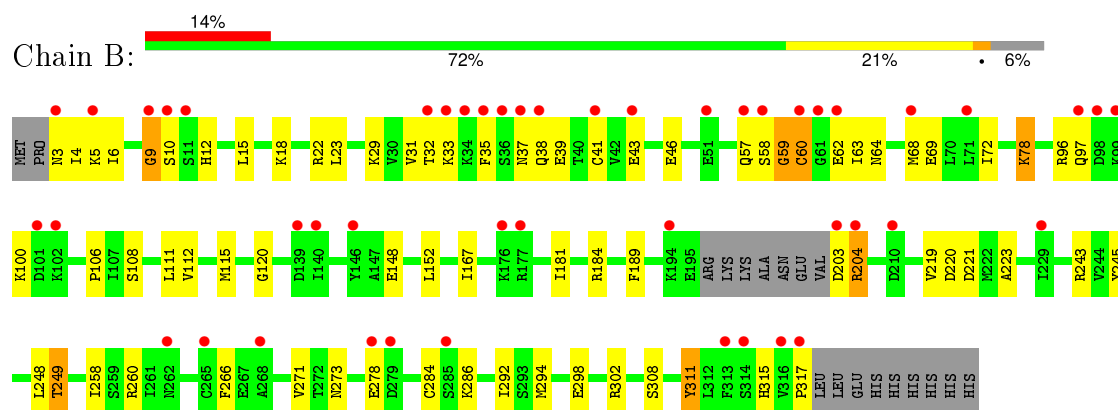 14%
Chain B:
72% 21% • 6%
MET PRO N3 I4 K5 I6 G9 S10 S11 H12 L15 K18 R22 L23 K29 V30 V31 T32 K33 K34 F35 S36 N37 Q38 E39 T40 C41 V42 E43 E46 E51 Q57 S58 G59 C60 G61 E62 I63 N64 M68 E69 L70 L71 I72 K78 R96 Q97 D98 K99
K100 D101 K102 P106 I107 S108 L111 V112 M115 G120 D139 I140 Y146 A147 E148 L152 I167 K176 R177 I181 R184 F189 K194 E195 ARG LYS LYS ALA ASN GLU VAL D203 R204 D210 V219 D220 D221 M222 A223 I229 R243 V244 Y245
L248 T249 I258 S259 R260 I261 N262 C265 F266 E267 A268 V271 T272 N273 E278 D279 C284 S285 K286 I292 S293 M294 E298 R302 S308 Y311 L312 F313 S314 H315 V316 P317 LEU LEU GLU HIS HIS HIS HIS HIS HIS